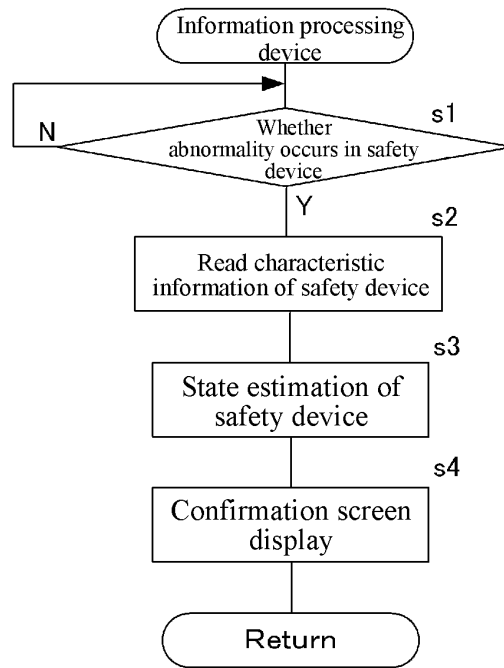 Information processing
device
s1
N
Whether
abnormality occurs in safety
device
Y
s2
Read characteristic
information of safety device
s3
State estimation of
safety device
s4
Confirmation screen
display
Return